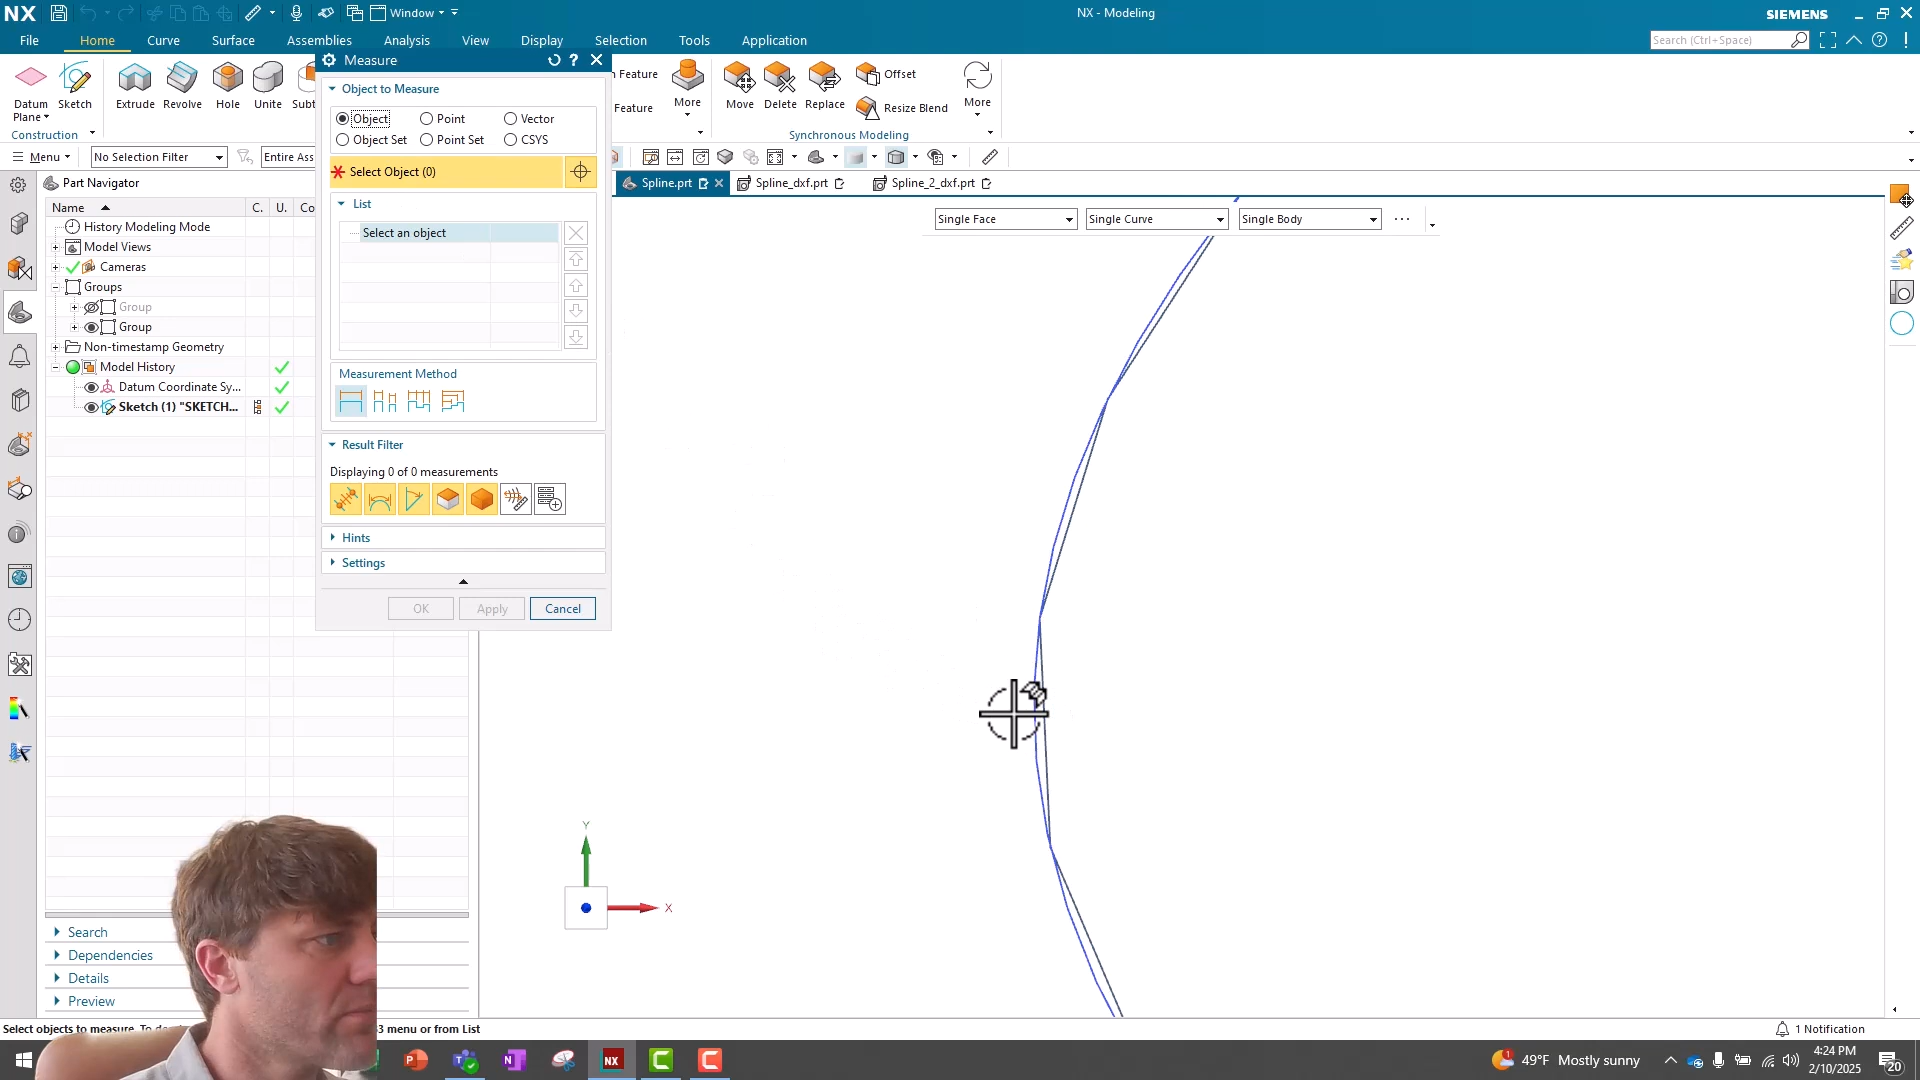 NX
Window
NX - Modeling
SIEMENS
File
Home
Curve
Surface
Assemblies
Analysis
View
Display
Selection
Tools
Application
Search (Ctrl+Space)
Datum
Plane
Sketch
Extrude
Revolve
Hole
Unite
Subt
Construction
n Feature
Feature
More
Move
Delete
Replace
Offset
Resize Blend
More
Synchronous Modeling
Menu
No Selection Filter
Entire Ass
Measure
Object to Measure
Object
Point
Vector
Object Set
Point Set
CSYS
Select Object (0)
List
Select an object
Measurement Method
Result Filter
Displaying 0 of 0 measurements
Hints
Settings
OK
Apply
Cancel
Part Navigator
Name
C.
U.
Co
History Modeling Mode
Model Views
Cameras
Groups
Group
Group
Non-timestamp Geometry
Model History
Datum Coordinate Sy...
Sketch (1) "SKETCH...
Search
Dependencies
Details
Preview
Spline.prt
Spline_dxf.prt
Spline_2_dxf.prt
Single Face
Single Curve
Single Body
Y
X
Select objects to measure. To de
3 menu or from List
1 Notification
49°F Mostly sunny
4:24 PM
2/10/2025
20